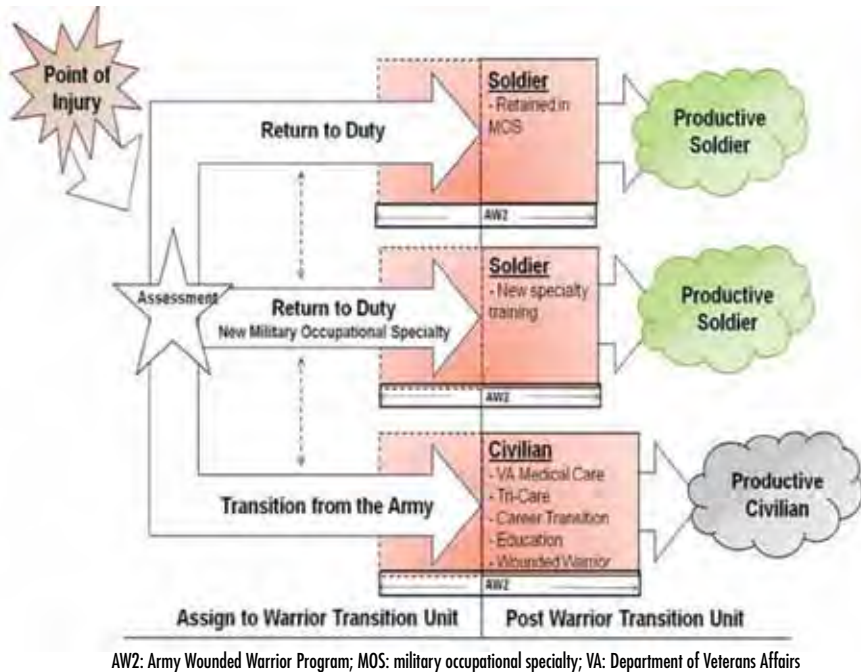 Point of
Injury
Return to Duty
Soldier
- Retained in
MOS
Productive
Soldier
AW2
Assessment
Return to Duty
New Military Occupational Specialty
Soldier
- New specialty
training
Productive
Soldier
AW2
Transition from the Army
Civilian
- VA Medical Care
- Tri-Care
- Career Transition
- Education
- Wounded Warrior
Productive
Civilian
AW2
Assign to Warrior Transition Unit
Post Warrior Transition Unit
AW2: Army Wounded Warrior Program; MOS: military occupational specialty; VA: Department of Veterans Affairs